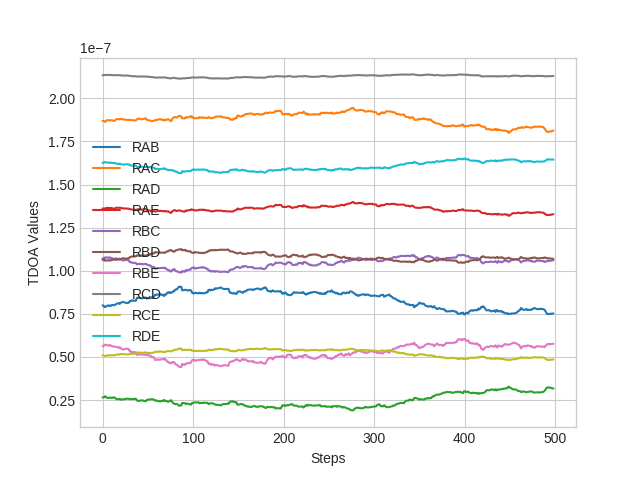 1e−7
2.00
1.75
1.50
1.25
1.00
0.75
0.50
0.25
TDOA Values
RAB
RAC
RAD
RAE
RBC
RBD
RBE
RCD
RCE
RDE
0 100 200 300 400 500
Steps